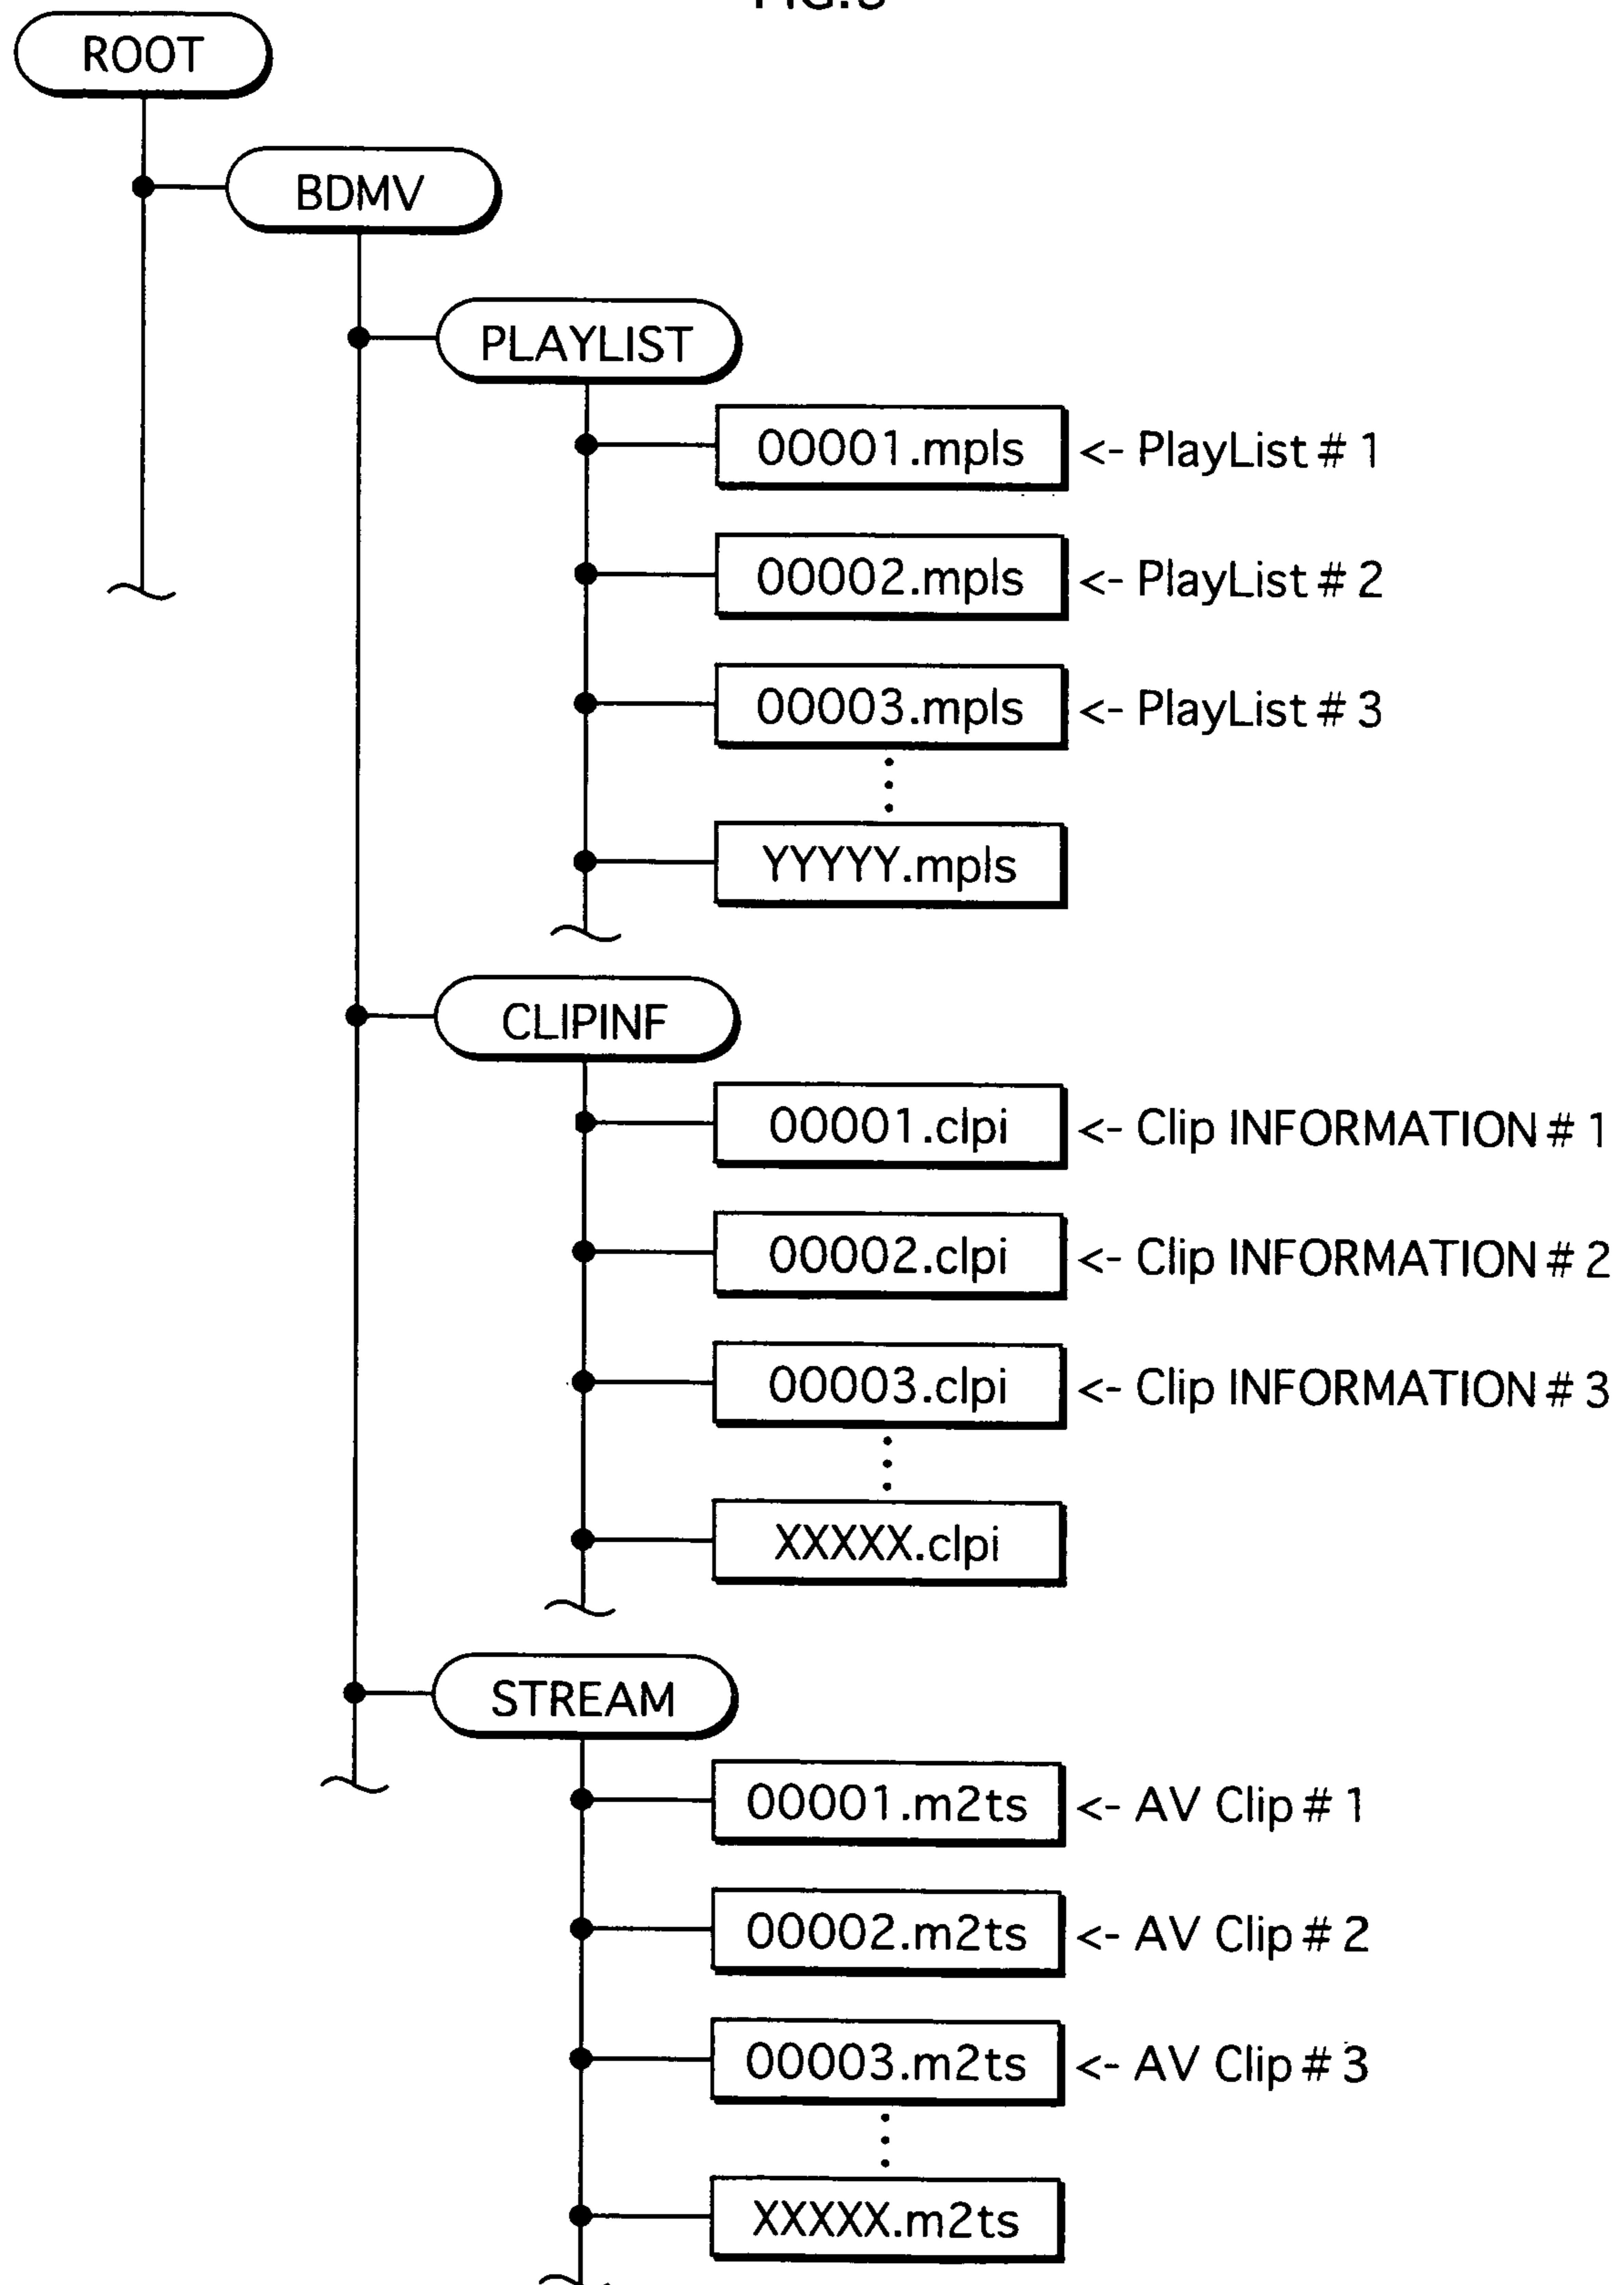 ROOT
BDMV
PLAYLIST
00001.mpls <- PlayList # 1
00002.mpls <- PlayList # 2
00003.mpls <- PlayList # 3
YYYYY.mpls
CLIPINF
00001.clpi <- Clip INFORMATION # 1
00002.clpi <- Clip INFORMATION # 2
00003.clpi <- Clip INFORMATION # 3
XXXXX.clpi
STREAM
00001.m2ts <- AV Clip # 1
00002.m2ts <- AV Clip # 2
00003.m2ts <- AV Clip # 3
XXXXX.m2ts